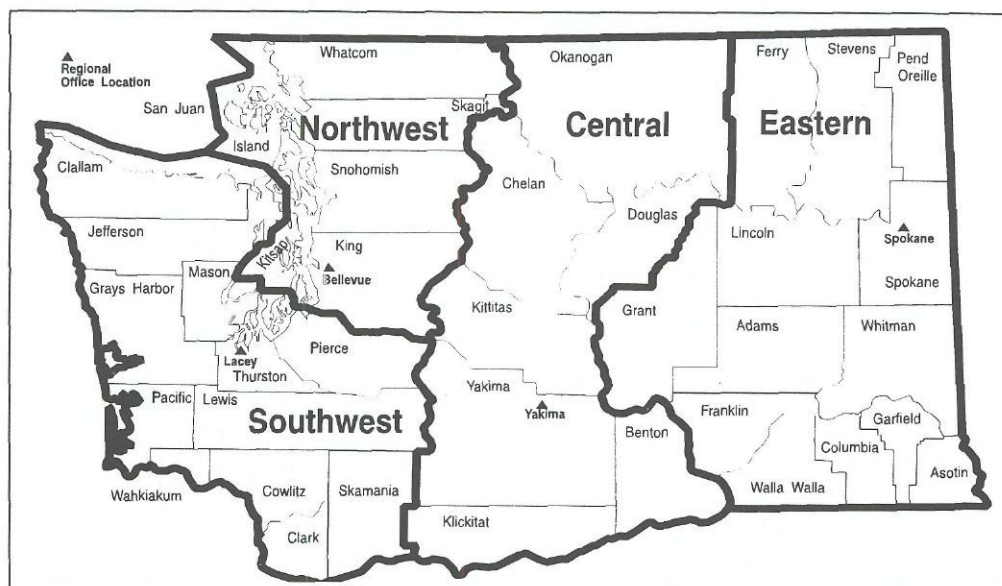 Regional
Office Location
San Juan
Whatcom
Skagit
Island
Northwest
Snohomish
Clallam
Jefferson
Kitsap
King
Bellevue
Mason
Grays Harbor
Lacey
Thurston
Pierce
Pacific
Lewis
Southwest
Wahkiakum
Cowlitz
Skamania
Clark
Okanogan
Central
Chelan
Douglas
Kittitas
Yakima
Yakima
Benton
Klickitat
Ferry
Stevens
Pend
Oreille
Eastern
Lincoln
Spokane
Spokane
Grant
Adams
Whitman
Franklin
Garfield
Columbia
Asotin
Walla Walla